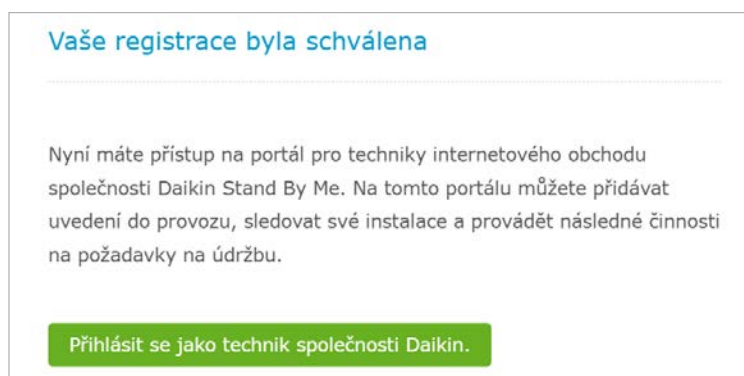 Vaše registrace byla schválena
Nyní máte přístup na portál pro techniky internetového obchodu
společnosti Daikin Stand By Me. Na tomto portálu můžete přidávat
uvedení do provozu, sledovat své instalace a provádět následné činnosti
na požadavky na údržbu.
Přihlásit se jako technik společnosti Daikin.